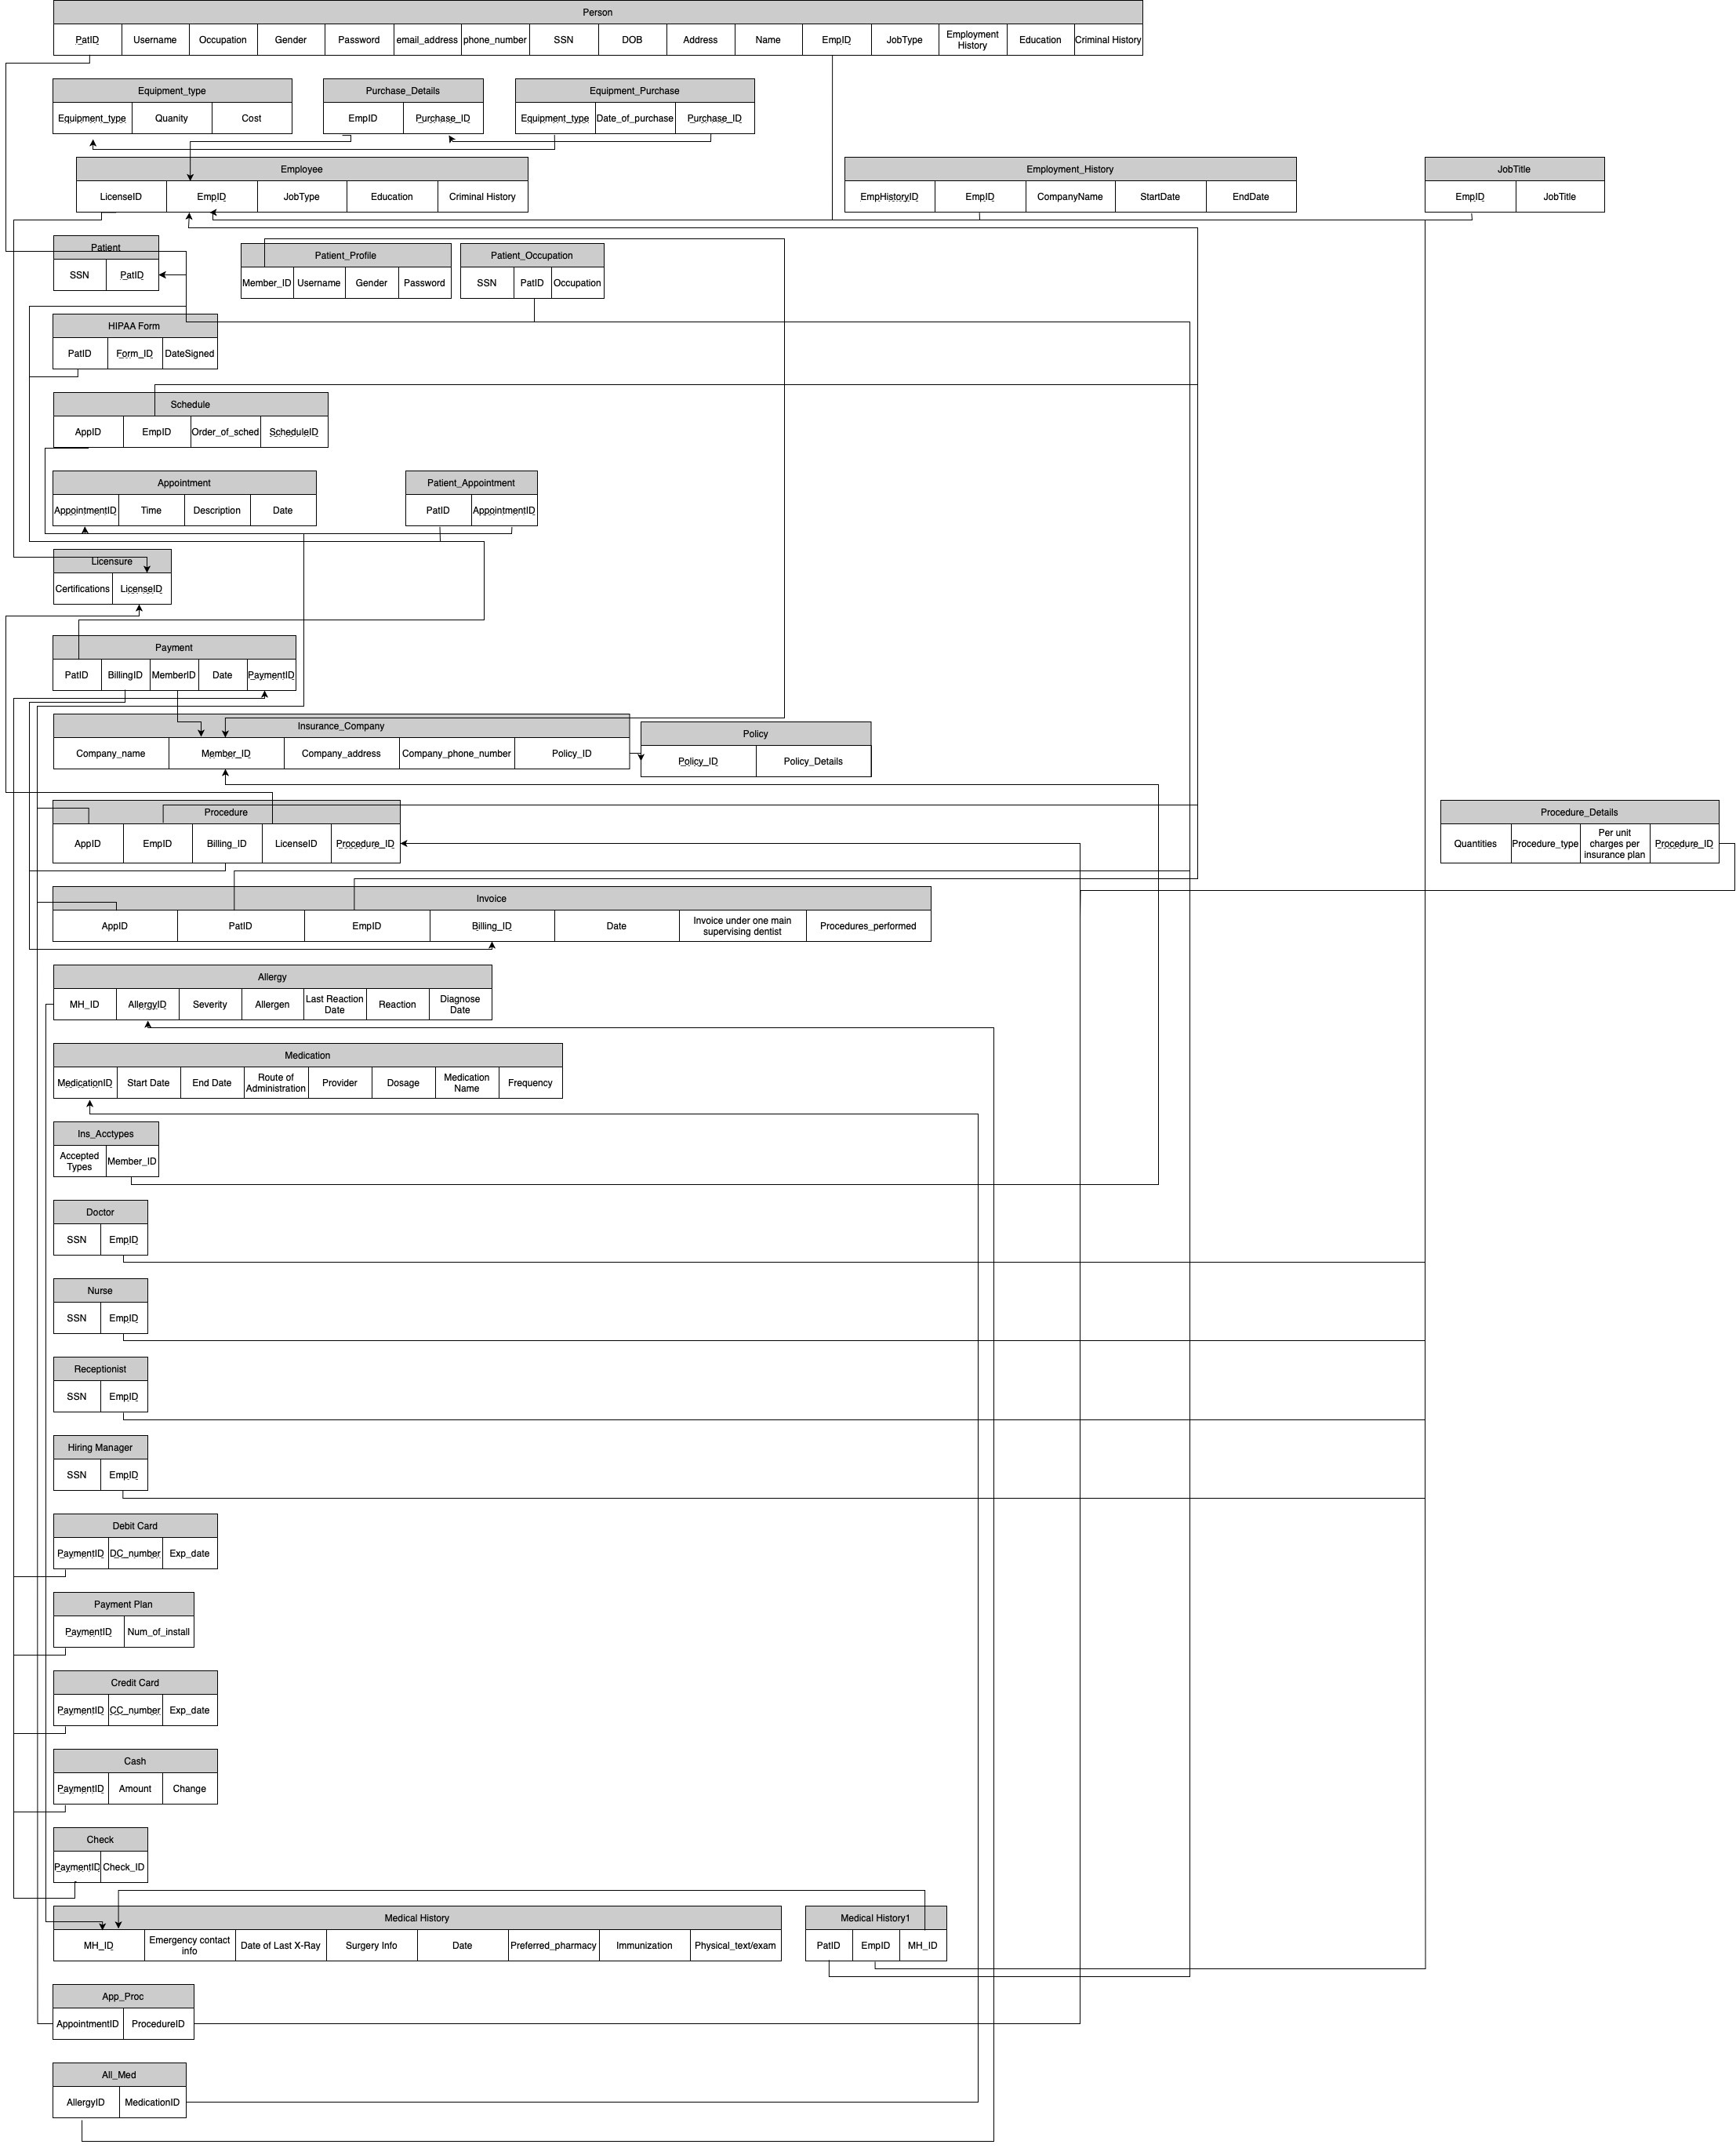 Person
PatID Username Occupation Gender Password email_address phone_number SSN DOB Address Name EmpID JobType Employment History Education Criminal History
Equipment_type Purchase_Details Equipment_Purchase
Equipment_type Quanity Cost EmpID Purchase_ID Equipment_type Date_of_purchase Purchase_ID
Employee Employment_History JobTitle
LicenseID EmpID JobType Education Criminal History EmpHistoryID EmpID CompanyName StartDate EndDate EmpID JobTitle
Patient Patient_Profile Patient_Occupation
SSN PatID Member_ID Username Gender Password SSN PatID Occupation
HIPAA Form
PatID Form_ID DateSigned
Schedule
AppID EmpID Order_of_sched ScheduleID
Appointment Patient_Appointment
AppointmentID Time Description Date PatID AppointmentID
Licensure
Certifications LicenseID
Payment
PatID BillingID MemberID Date PaymentID
Insurance_Company Policy
Company_name Member_ID Company_address Company_phone_number Policy_ID Policy_ID Policy_Details
Procedure Procedure_Details
AppID EmpID Billing_ID LicenseID Procedure_ID Quantities Procedure_type Per unit charges per insurance plan Procedure_ID
Invoice
AppID PatID EmpID Billing_ID Date Invoice under one main supervising dentist Procedures_performed
Allergy
MH_ID AllergyID Severity Allergen Last Reaction Date Reaction Diagnose Date
Medication
MedicationID Start Date End Date Route of Administration Provider Dosage Medication Name Frequency
Ins_Acctypes
Accepted Types Member_ID
Doctor
SSN EmpID
Nurse
SSN EmpID
Receptionist
SSN EmpID
Hiring Manager
SSN EmpID
Debit Card
PaymentID DC_number Exp_date
Payment Plan
PaymentID Num_of_install
Credit Card
PaymentID CC_number Exp_date
Cash
PaymentID Amount Change
Check
PaymentID Check_ID
Medical History Medical History1
MH_ID Emergency contact info Date of Last X-Ray Surgery Info Date Preferred_pharmacy Immunization Physical_text/exam PatID EmpID MH_ID
App_Proc
AppointmentID ProcedureID
All_Med
AllergyID MedicationID